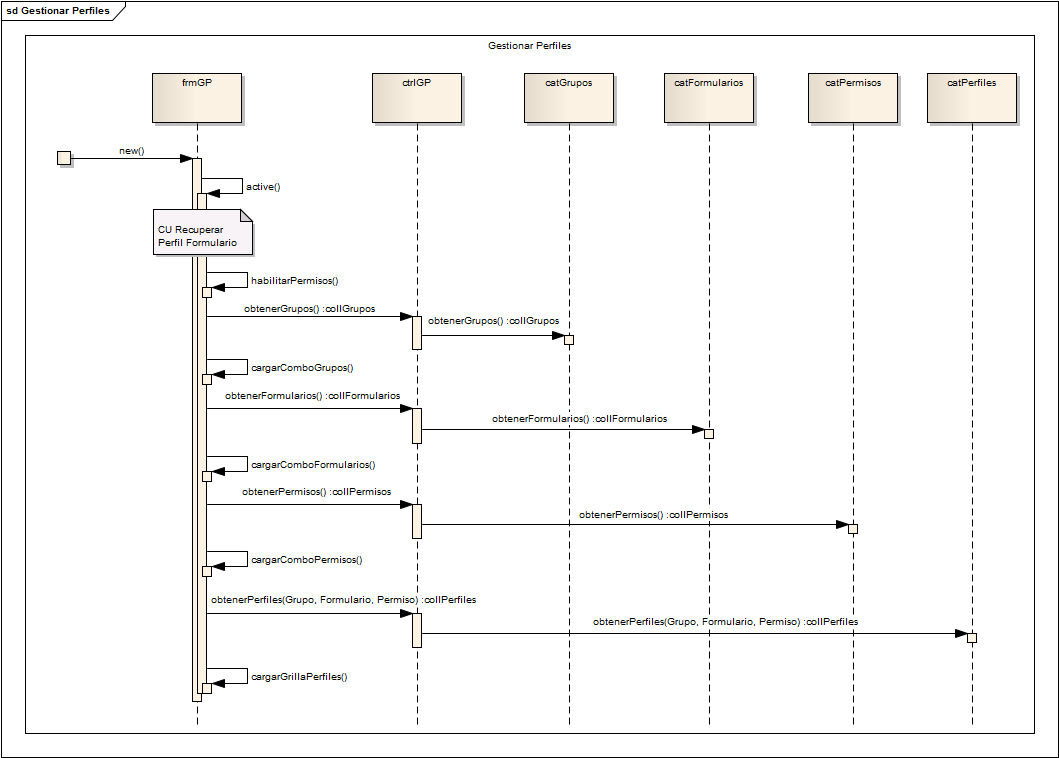 sd Gestionar Perfiles
Gestionar Perfiles
frmGP
ctrlGP
catGrupos
catFormularios
catPermisos
catPerfiles
new()
active()
CU Recuperar
Perfil Formulario
habilitarPermisos()
obtenerGrupos() :collGrupos
obtenerGrupos() :collGrupos
cargarComboGrupos()
obtenerFormularios() :collFormularios
obtenerFormularios() :collFormularios
cargarComboFormularios()
obtenerPermisos() :collPermisos
obtenerPermisos() :collPermisos
cargarComboPermisos()
obtenerPerfiles(Grupo, Formulario, Permiso) :collPerfiles
obtenerPerfiles(Grupo, Formulario, Permiso) :collPerfiles
cargarGrillaPerfiles()